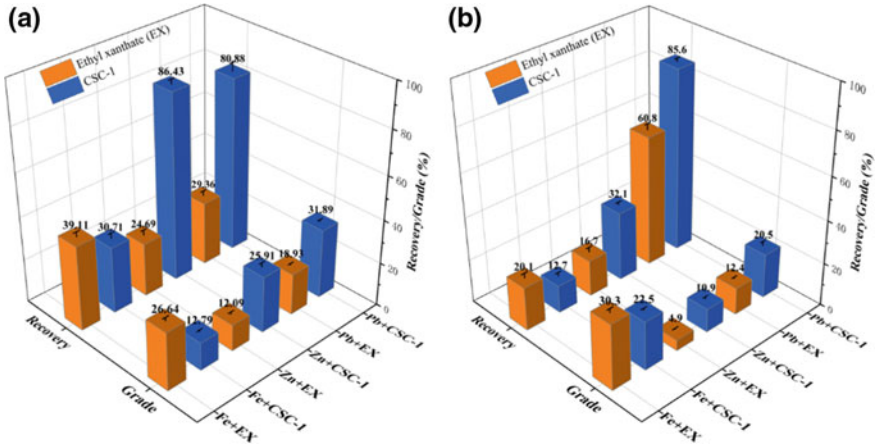 (a)
Ethyl xanthate (EX)
CSC-1
86.43
80.88
39.11
30.71
24.69
29.36
26.64
12.79
12.09
25.91
18.93
31.89
100
80
60
40
20
0
Recovery/Grade (%)
Recovery
Grade
Pb+CSC-1
Pb+EX
Zn+CSC-1
Zn+EX
Fe+CSC-1
Fe+EX
(b)
Ethyl xanthate (EX)
CSC-1
85.6
60.8
32.1
16.7
12.7
20.1
30.3
22.5
4.9
10.9
12.4
20.5
100
80
60
40
20
0
Recovery/Grade (%)
Recovery
Grade
Pb+CSC-1
Pb+EX
Zn+CSC-1
Zn+EX
Fe+CSC-1
Fe+EX